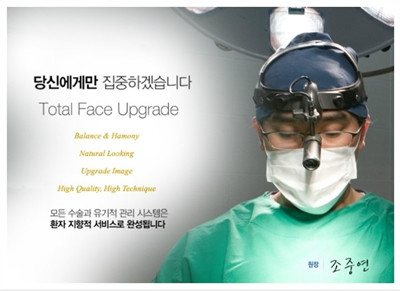 당신에게만 집중하겠습니다
Total Face Upgrade
Balance & Hamony
Natural Looking
Upgrade Image
High Quality, High Technique
모든 수술과 유기적 관리 시스템은
환자 지향적 서비스로 완성됩니다
원장 조중연